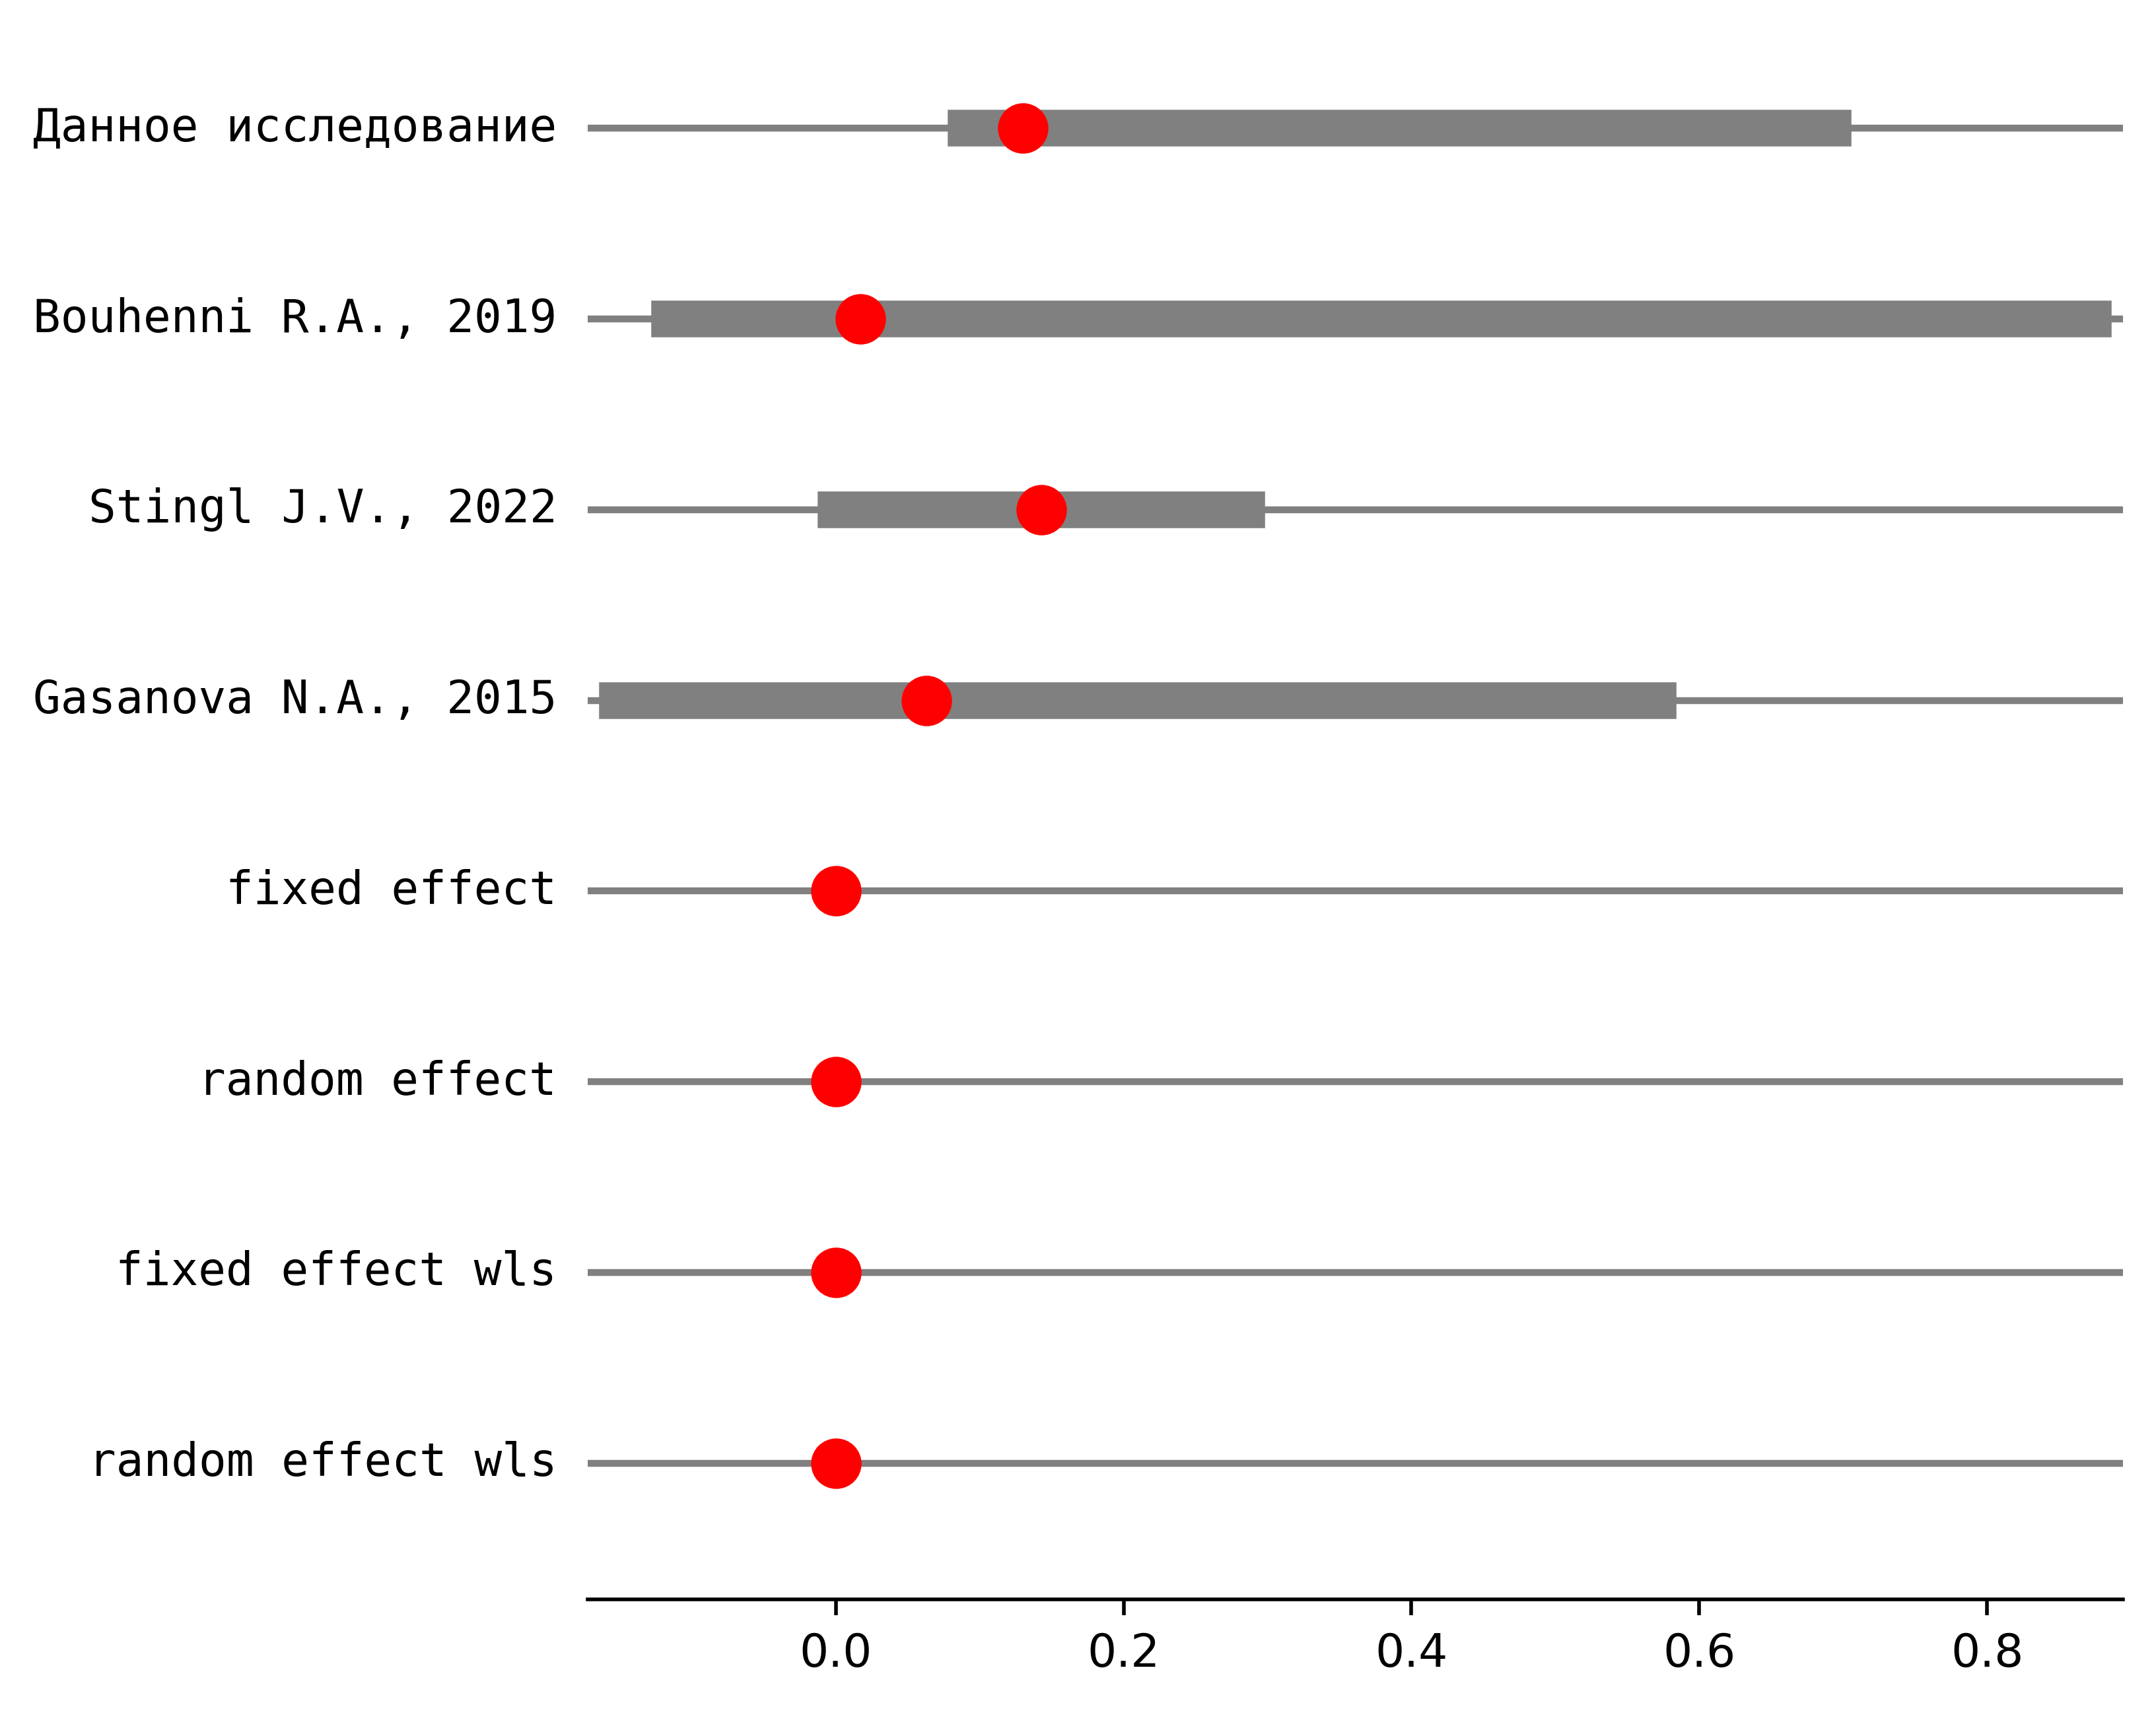 Данное исследование
Bouhenni R.A., 2019
Stingl J.V., 2022
Gasanova N.A., 2015
fixed effect
random effect
fixed effect wls
random effect wls
0.0 0.2 0.4 0.6 0.8